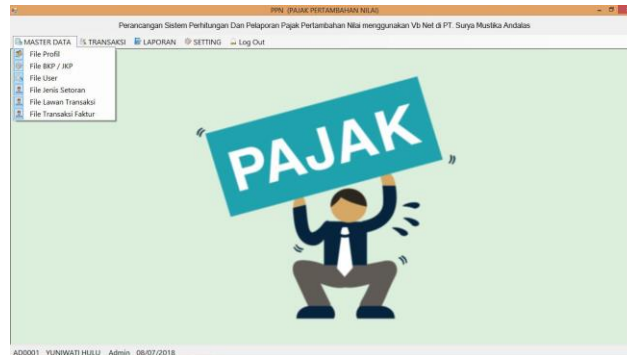 PPN (PAJAK PERTAMBAHAN NILAI)
Perancangan Sistem Perhitungan Dan Pelaporan Pajak Pertambahan Nilai menggunakan Vb Net di PT. Surya Mustika Andalas
MASTER DATA TRANSAKSI LAPORAN SETTING Log Out
File Profil
File BKP / JKP
File User
File Jenis Setoran
File Lawan Transaksi
File Transaksi Faktur
PAJAK
AD0001 YUNIWATI HULU Admin 08/07/2018